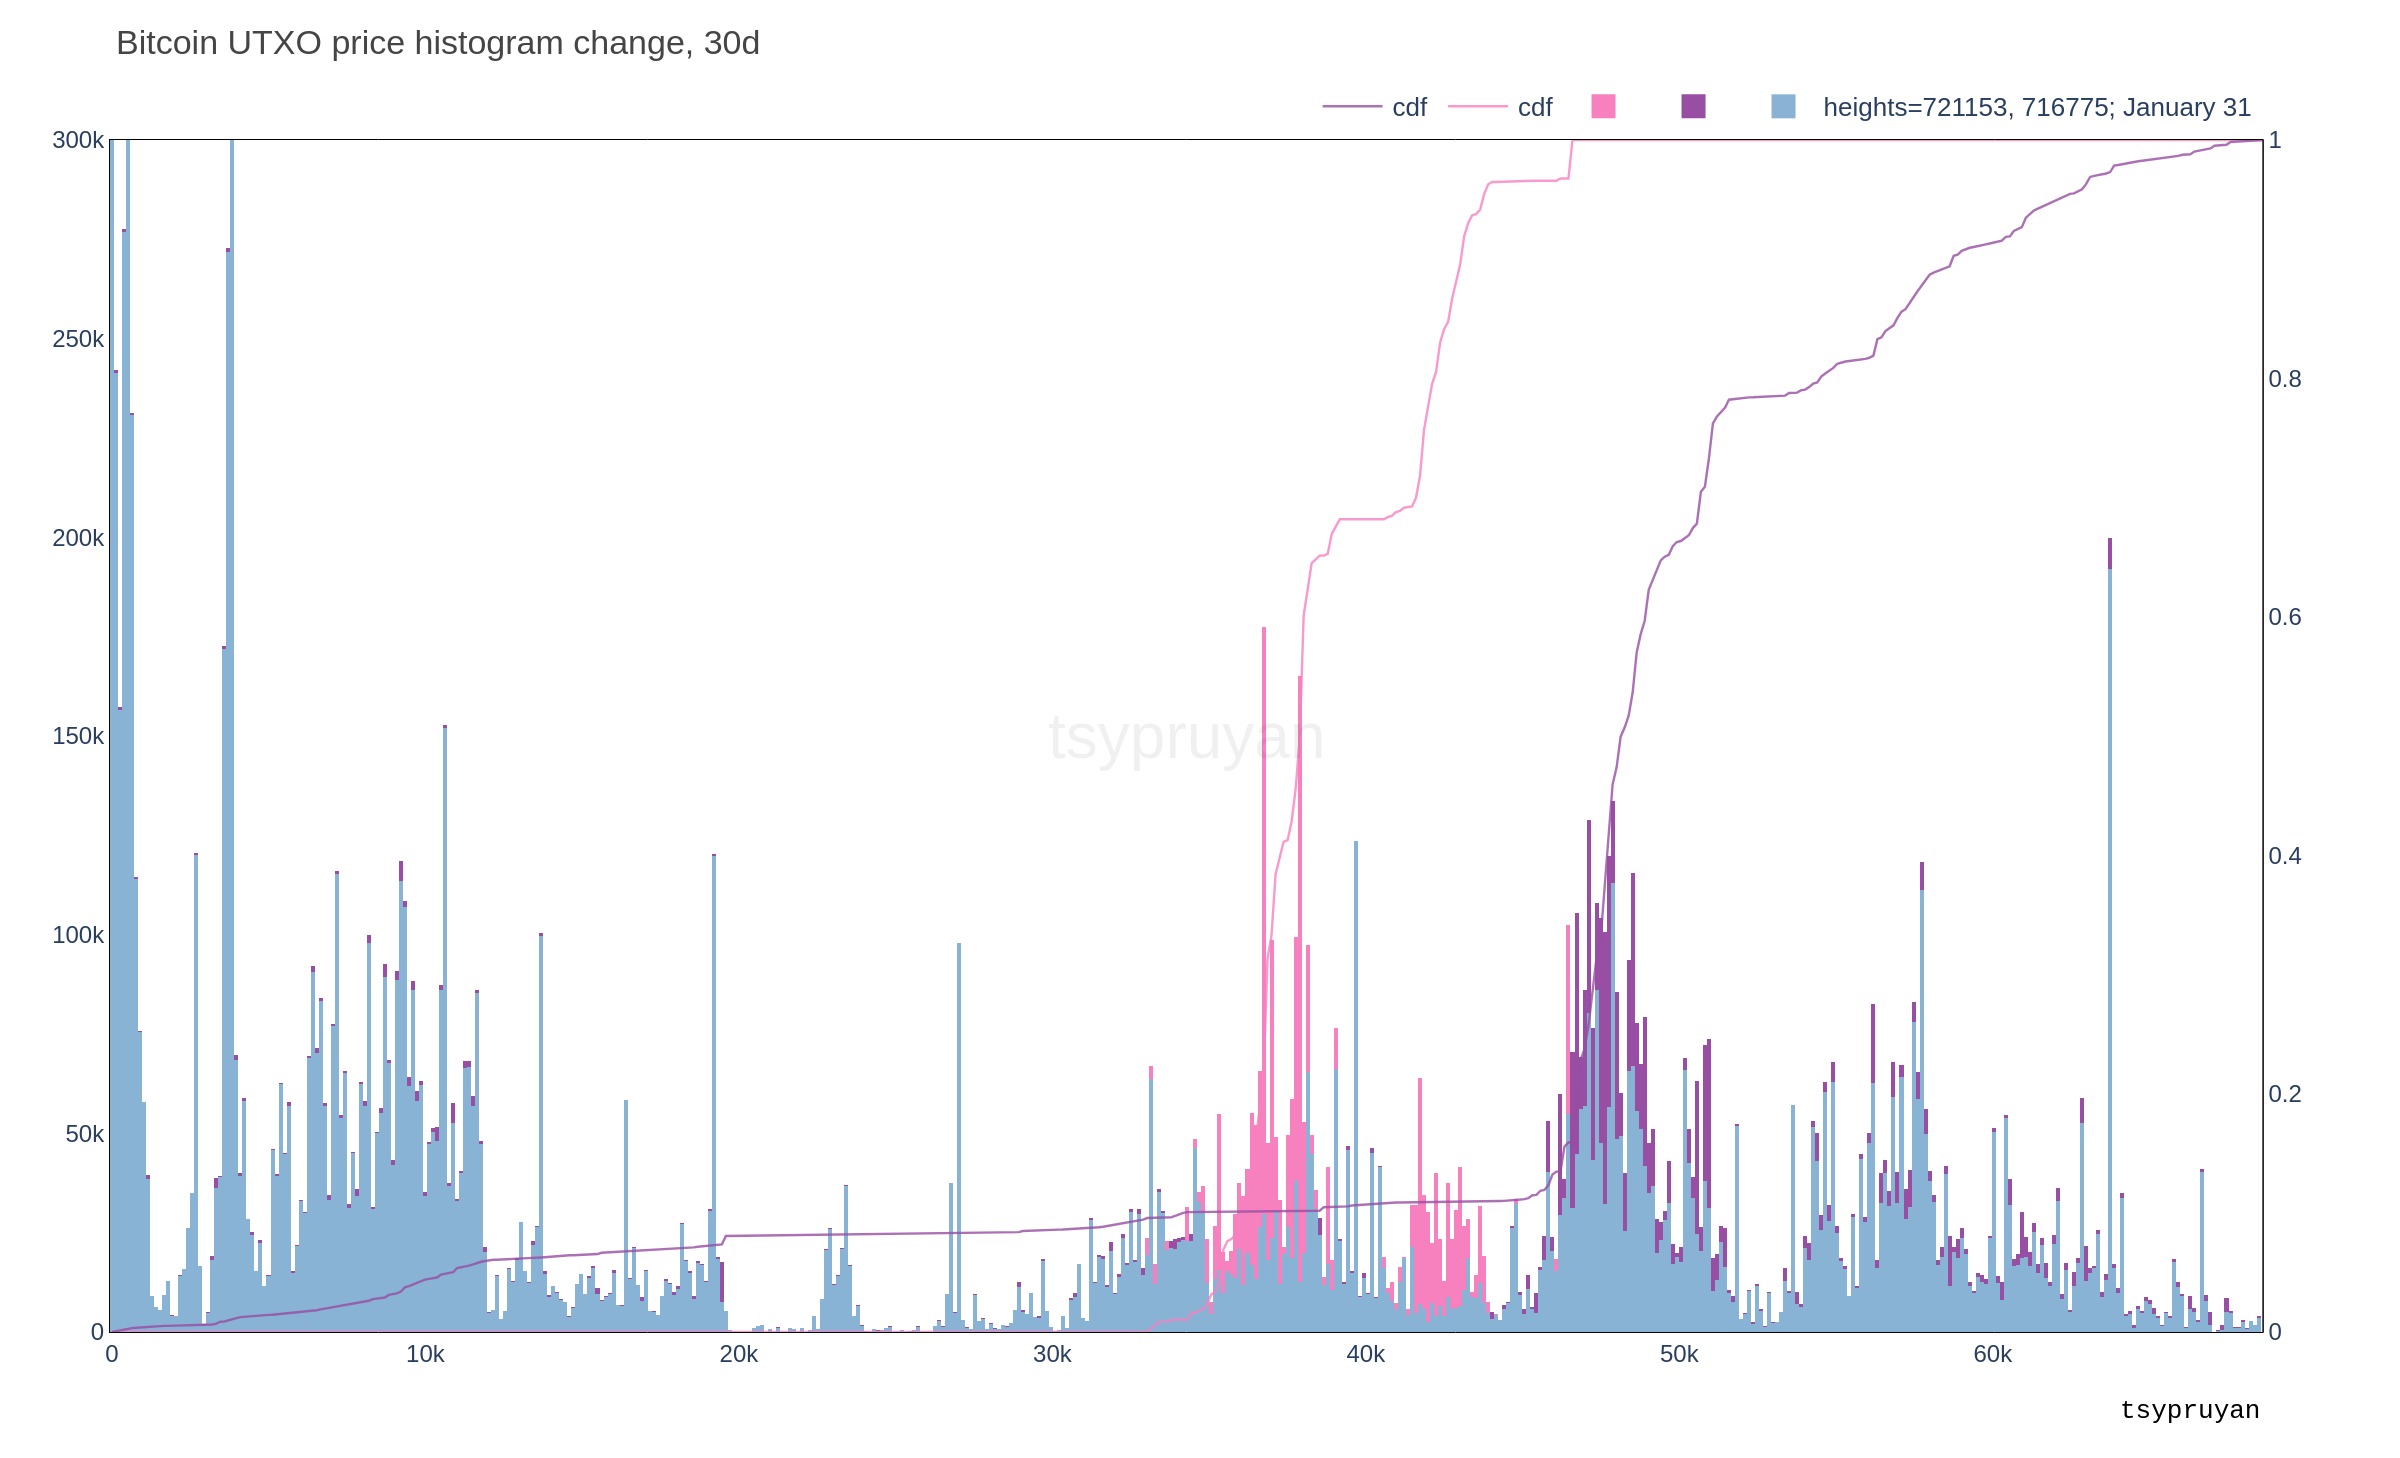 Bitcoin UTXO price histogram change, 30d
cdf cdf heights=721153, 716775; January 31
300k 1
250k
0.8
200k
0.6
150k
tsypruyan
0.4
100k
0.2
50k
0 0
0 10k 20k 30k 40k 50k 60k
tsypruyan